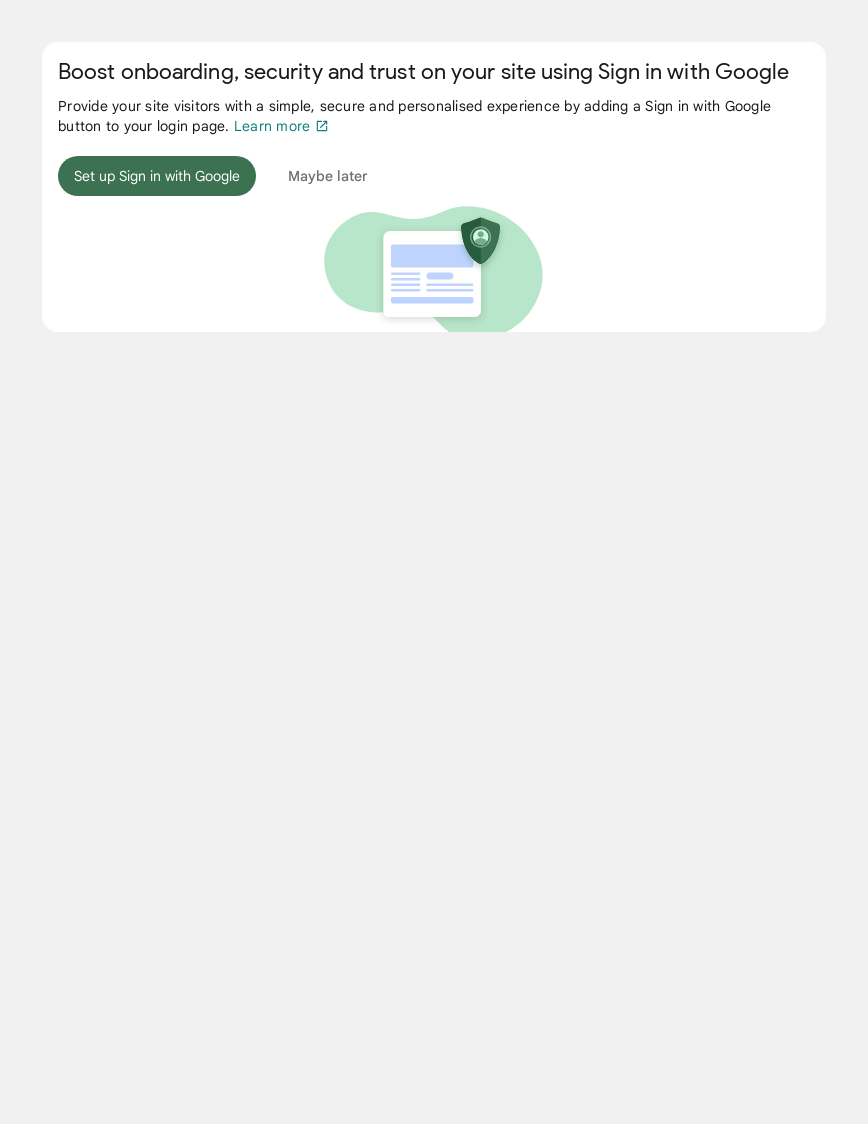 Boost onboarding, security and trust on your site using Sign in with Google
Provide your site visitors with a simple, secure and personalised experience by adding a Sign in with Google
button to your login page. Learn more
Set up Sign in with Google
Maybe later